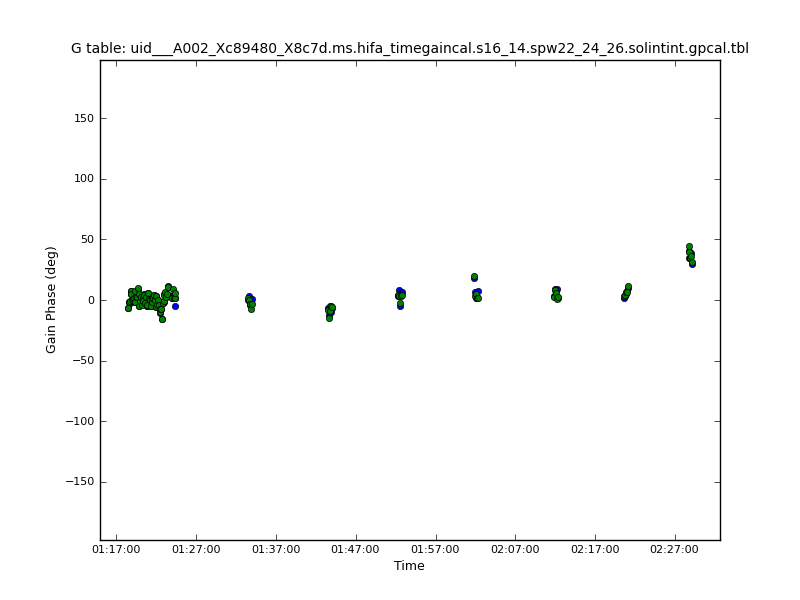 G table: uid___A002_Xc89480_X8c7d.ms.hifa_timegaincal.s16_14.spw22_24_26.solintint.gpcal.tbl
Gain Phase (deg)
150
100
50
0
−50
−100
−150
01:17:00 01:27:00 01:37:00 01:47:00 01:57:00 02:07:00 02:17:00 02:27:00
Time